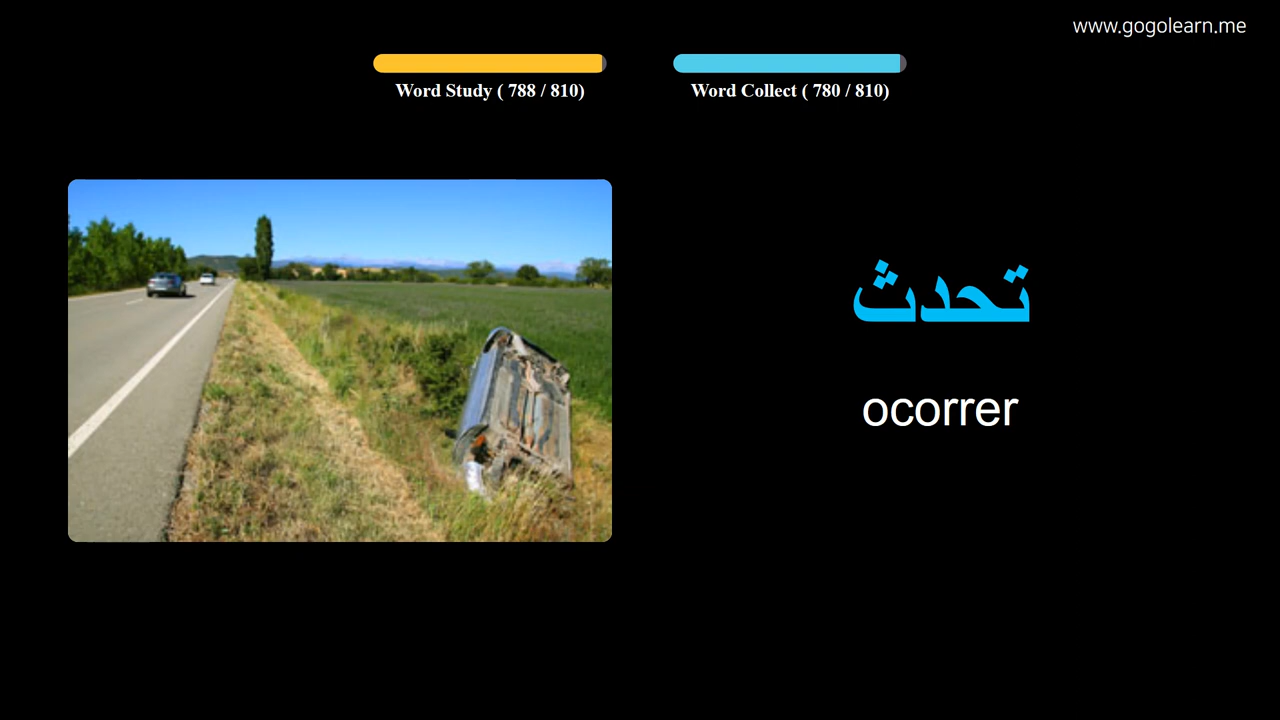 www.gogolearn.me
Word Study ( 788 / 810)
Word Collect ( 780 / 810)
تحدث
ocorrer